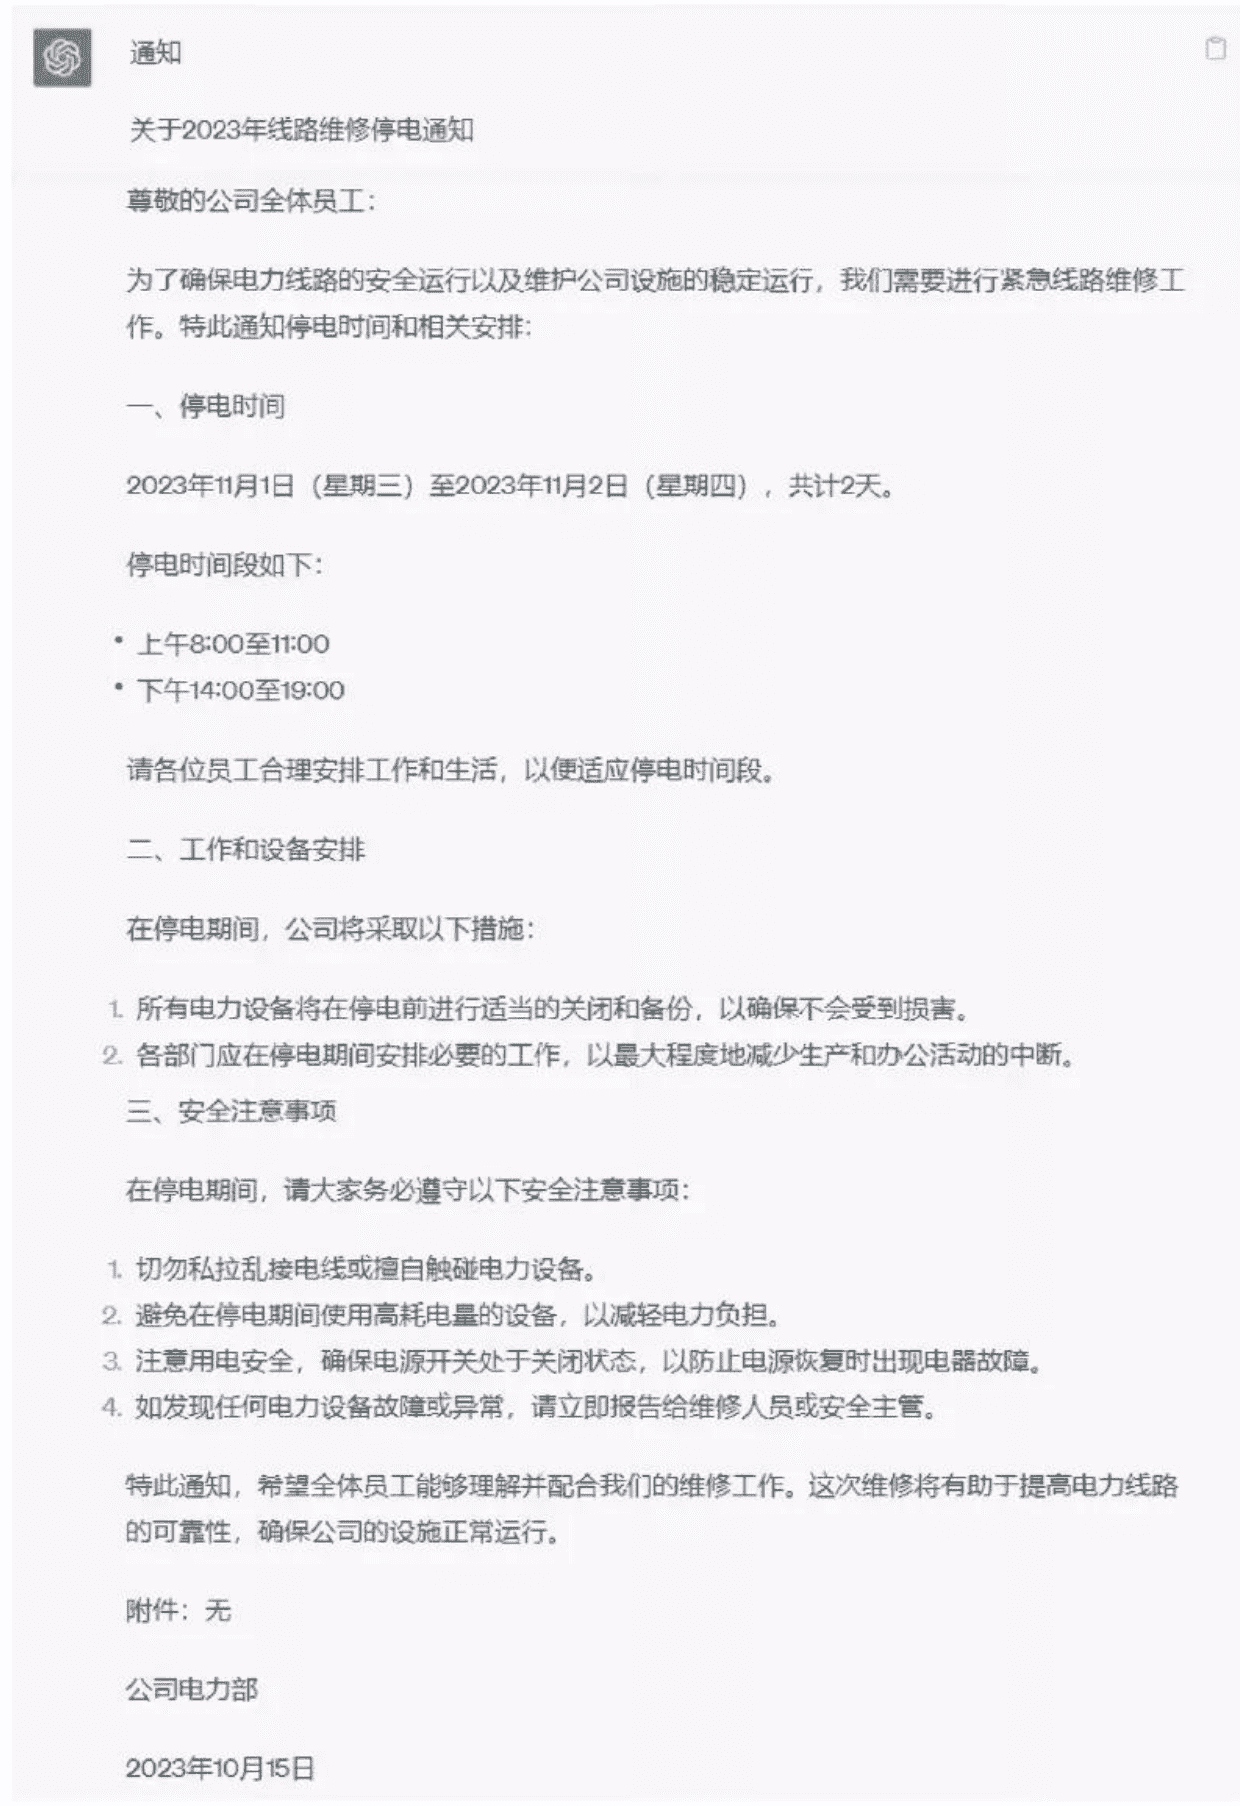 通知
关于2023年线路维修停电通知
尊敬的公司全体员工：
为了确保电力线路的安全运行以及维护公司设施的稳定运行，我们需要进行紧急线路维修工
作。特此通知停电时间和相关安排：
一、停电时间
2023年11月1日（星期三）至2023年11月2日（星期四），共计2天。
停电时间段如下：
• 上午8:00至11:00
• 下午14:00至19:00
请各位员工合理安排工作和生活，以便适应停电时间段。
二、工作和设备安排
在停电期间，公司将采取以下措施：
1. 所有电力设备将在停电前进行适当的关闭和备份，以确保不会受到损害。
2. 各部门应在停电期间安排必要的工作，以最大程度地减少生产和办公活动的中断。
三、安全注意事项
在停电期间，请大家务必遵守以下安全注意事项：
1. 切勿私拉乱接电线或擅自触碰电力设备。
2. 避免在停电期间使用高耗电量的设备，以减轻电力负担。
3. 注意用电安全，确保电源开关处于关闭状态，以防止电源恢复时出现电器故障。
4. 如发现任何电力设备故障或异常，请立即报告给维修人员或安全主管。
特此通知，希望全体员工能够理解并配合我们的维修工作。这次维修将有助于提高电力线路
的可靠性，确保公司的设施正常运行。
附件：无
公司电力部
2023年10月15日